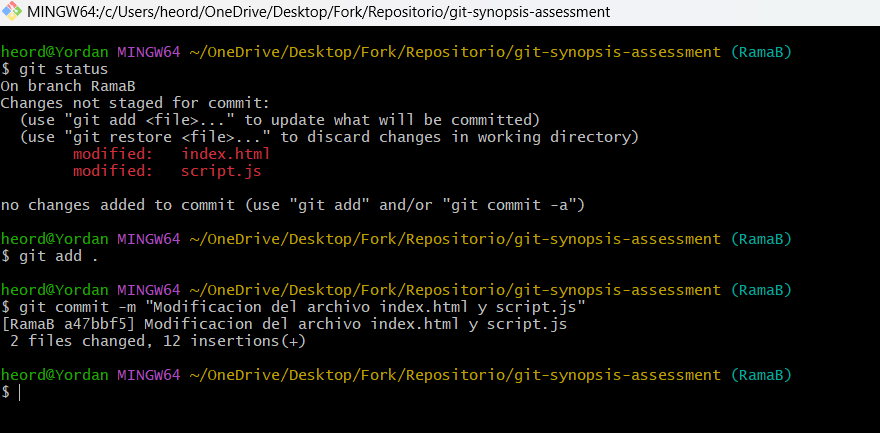 MINGW64:/c/Users/heord/OneDrive/Desktop/Fork/Repositorio/git-synopsis-assessment
heord@Yordan MINGW64 ~/OneDrive/Desktop/Fork/Repositorio/git-synopsis-assessment (RamaB)
$ git status
On branch RamaB
Changes not staged for commit:
  (use "git add <file>..." to update what will be committed)
  (use "git restore <file>..." to discard changes in working directory)
        modified:   index.html
        modified:   script.js

no changes added to commit (use "git add" and/or "git commit -a")

heord@Yordan MINGW64 ~/OneDrive/Desktop/Fork/Repositorio/git-synopsis-assessment (RamaB)
$ git add .

heord@Yordan MINGW64 ~/OneDrive/Desktop/Fork/Repositorio/git-synopsis-assessment (RamaB)
$ git commit -m "Modificacion del archivo index.html y script.js"
[RamaB a47bbf5] Modificacion del archivo index.html y script.js
 2 files changed, 12 insertions(+)

heord@Yordan MINGW64 ~/OneDrive/Desktop/Fork/Repositorio/git-synopsis-assessment (RamaB)
$